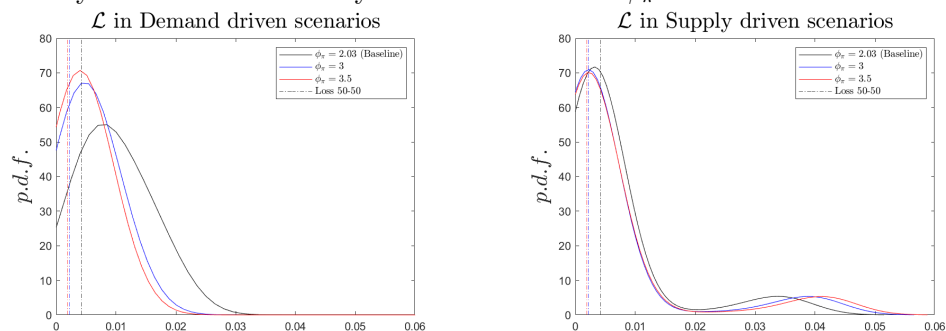 ℒ in Demand driven scenarios
80
70
60
50
40
30
20
10
0
p.d.f.
0 0.01 0.02 0.03 0.04 0.05 0.06
ϕπ = 2.03 (Baseline)
ϕπ = 3
ϕπ = 3.5
Loss 50-50
ℒ in Supply driven scenarios
80
70
60
50
40
30
20
10
0
p.d.f.
0 0.01 0.02 0.03 0.04 0.05 0.06
ϕπ = 2.03 (Baseline)
ϕπ = 3
ϕπ = 3.5
Loss 50-50